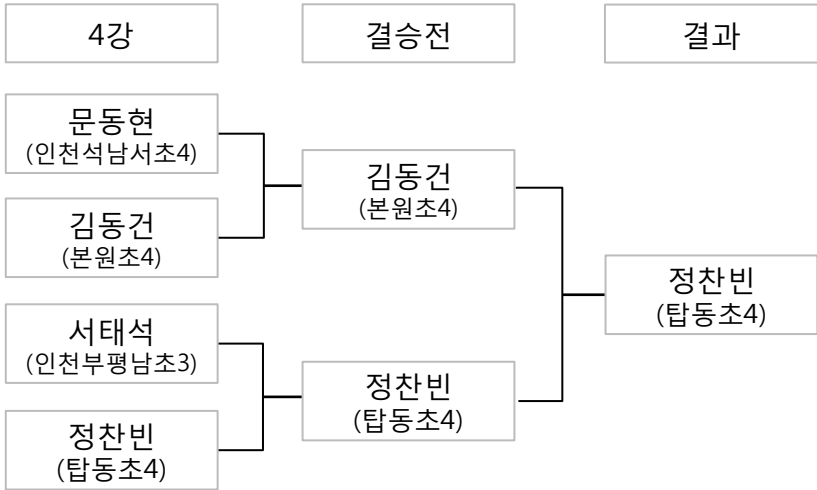 4강
결승전
결과
문동현
(인천석남서초4)
김동건
(본원초4)
서태석
(인천부평남초3)
정찬빈
(탑동초4)
김동건
(본원초4)
정찬빈
(탑동초4)
정찬빈
(탑동초4)